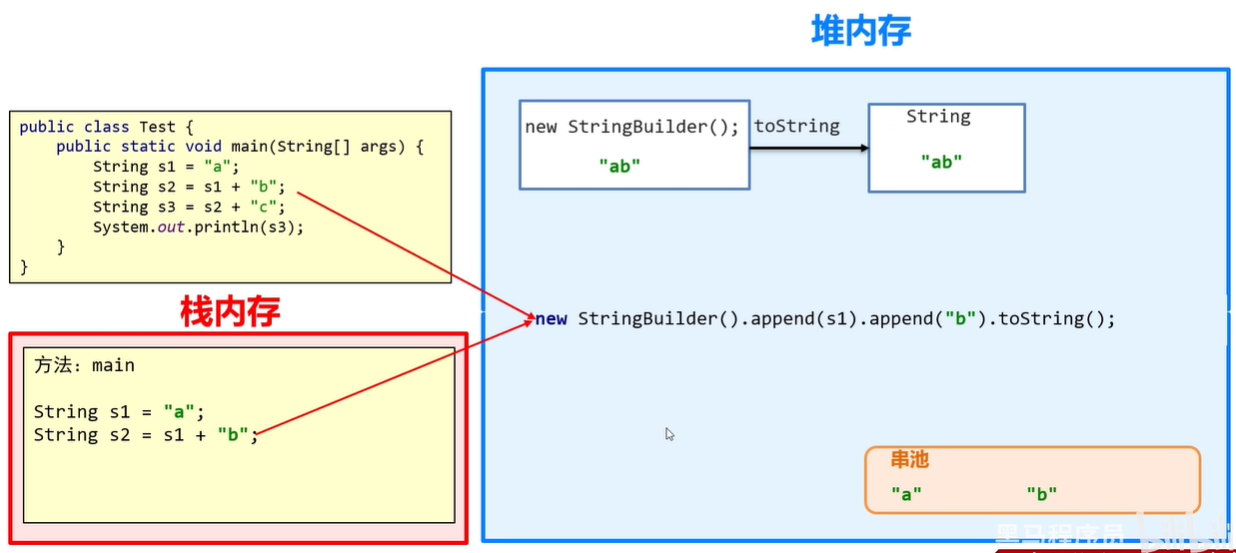 堆内存
public class Test {
public static void main(String[] args) {
String s1 = "a";
String s2 = s1 + "b";
String s3 = s2 + "c";
System.out.println(s3);
}
}
new StringBuilder();
"ab"
toString
String
"ab"
栈内存
方法：main
String s1 = "a";
String s2 = s1 + "b";
new StringBuilder().append(s1).append("b").toString();
串池
"a" "b"
黑马程序员